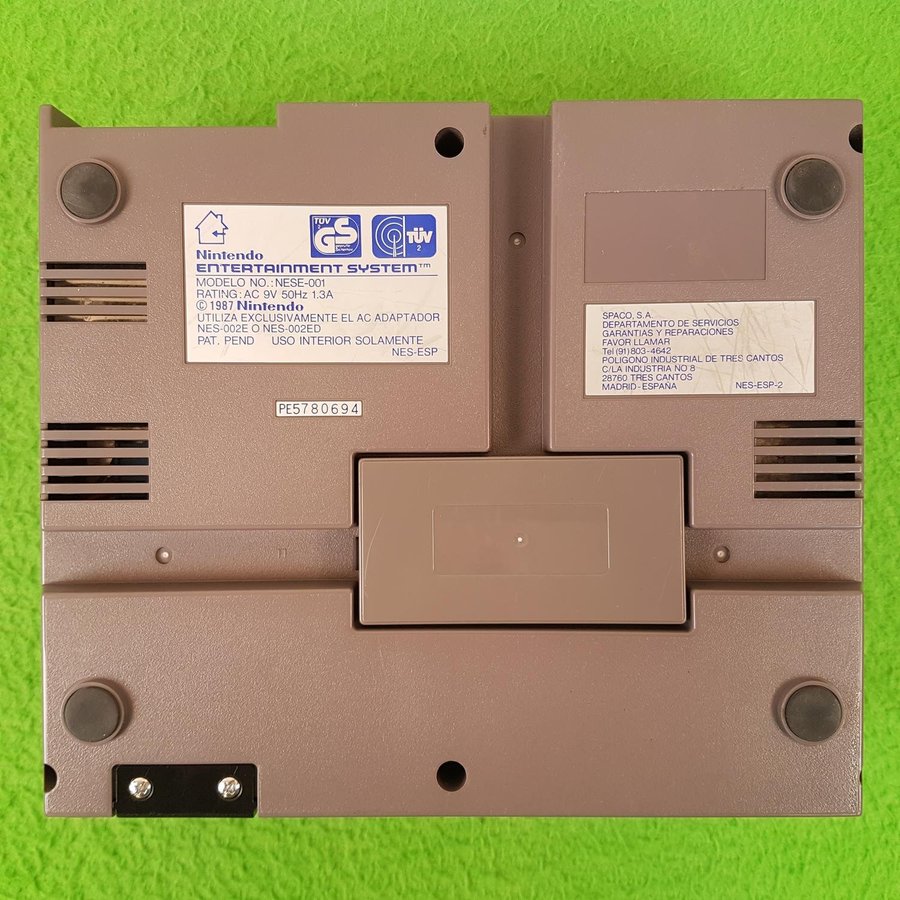 TÜV
2
GS
TÜV
2
Nintendo
ENTERTAINMENT SYSTEM™
MODELO NO.:NESE-001
RATING: AC 9V 50Hz 1.3A
© 1987 Nintendo
UTILIZA EXCLUSIVAMENTE EL AC ADAPTADOR
NES-002E O NES-002ED
PAT. PEND USO INTERIOR SOLAMENTE
NES-ESP
PE5780694
SPACO, S.A.
DEPARTAMENTO DE SERVICIOS
GARANTIAS Y REPARACIONES
FAVOR LLAMAR
Tel (91) 803-4642
POLIGONO INDUSTRIAL DE TRES CANTOS
C/LA INDUSTRIA NO 8
28760 TRES CANTOS
MADRID-ESPAÑA NES-ESP-2